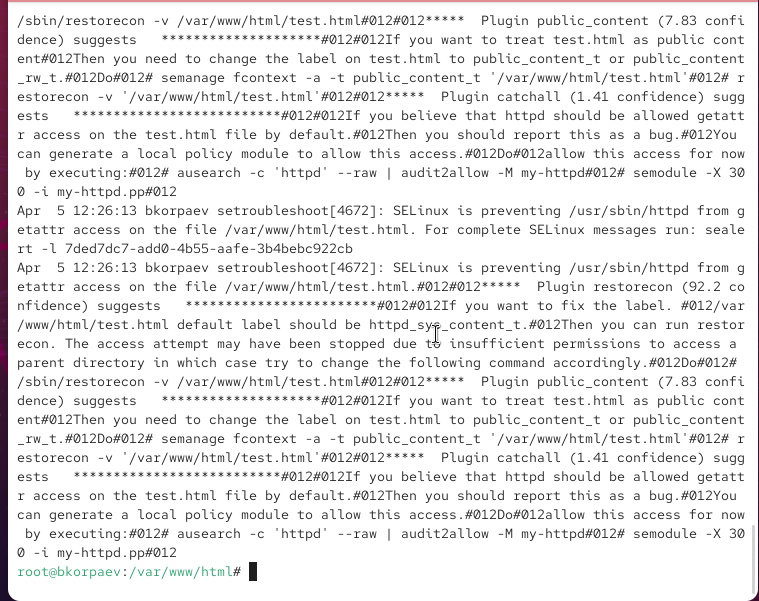 /sbin/restorecon -v /var/www/html/test.html#012#012*****  Plugin public_content (7.83 confi
dence) suggests   ********************#012#012If you want to treat test.html as public cont
ent#012Then you need to change the label on test.html to public_content_t or public_content
_rw_t.#012Do#012# semanage fcontext -a -t public_content_t '/var/www/html/test.html'#012# r
estorecon -v '/var/www/html/test.html'#012#012*****  Plugin catchall (1.41 confidence) sugg
ests   **************************#012#012If you believe that httpd should be allowed getatt
r access on the test.html file by default.#012Then you should report this as a bug.#012You
can generate a local policy module to allow this access.#012Do#012allow this access for now
 by executing:#012# ausearch -c 'httpd' --raw | audit2allow -M my-httpd#012# semodule -X 30
0 -i my-httpd.pp#012
Apr  5 12:26:13 bkorpaev setroubleshoot[4672]: SELinux is preventing /usr/sbin/httpd from g
etattr access on the file /var/www/html/test.html. For complete SELinux messages run: seale
rt -l 7ded7dc7-add0-4b55-aafe-3b4bebc922cb
Apr  5 12:26:13 bkorpaev setroubleshoot[4672]: SELinux is preventing /usr/sbin/httpd from g
etattr access on the file /var/www/html/test.html.#012#012*****  Plugin restorecon (92.2 co
nfidence) suggests   ************************#012#012If you want to fix the label. #012/var
/www/html/test.html default label should be httpd_sys_content_t.#012Then you can run restor
econ. The access attempt may have been stopped due to insufficient permissions to access a
parent directory in which case try to change the following command accordingly.#012Do#012#
/sbin/restorecon -v /var/www/html/test.html#012#012*****  Plugin public_content (7.83 confi
dence) suggests   ********************#012#012If you want to treat test.html as public cont
ent#012Then you need to change the label on test.html to public_content_t or public_content
_rw_t.#012Do#012# semanage fcontext -a -t public_content_t '/var/www/html/test.html'#012# r
estorecon -v '/var/www/html/test.html'#012#012*****  Plugin catchall (1.41 confidence) sugg
ests   **************************#012#012If you believe that httpd should be allowed getatt
r access on the test.html file by default.#012Then you should report this as a bug.#012You
can generate a local policy module to allow this access.#012Do#012allow this access for now
 by executing:#012# ausearch -c 'httpd' --raw | audit2allow -M my-httpd#012# semodule -X 30
0 -i my-httpd.pp#012
root@bkorpaev:/var/www/html#